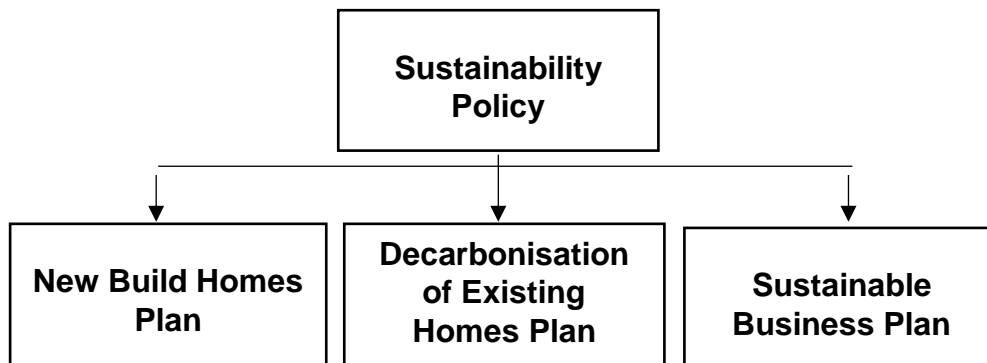 Sustainability
Policy
New Build Homes
Plan
Decarbonisation
of Existing
Homes Plan
Sustainable
Business Plan